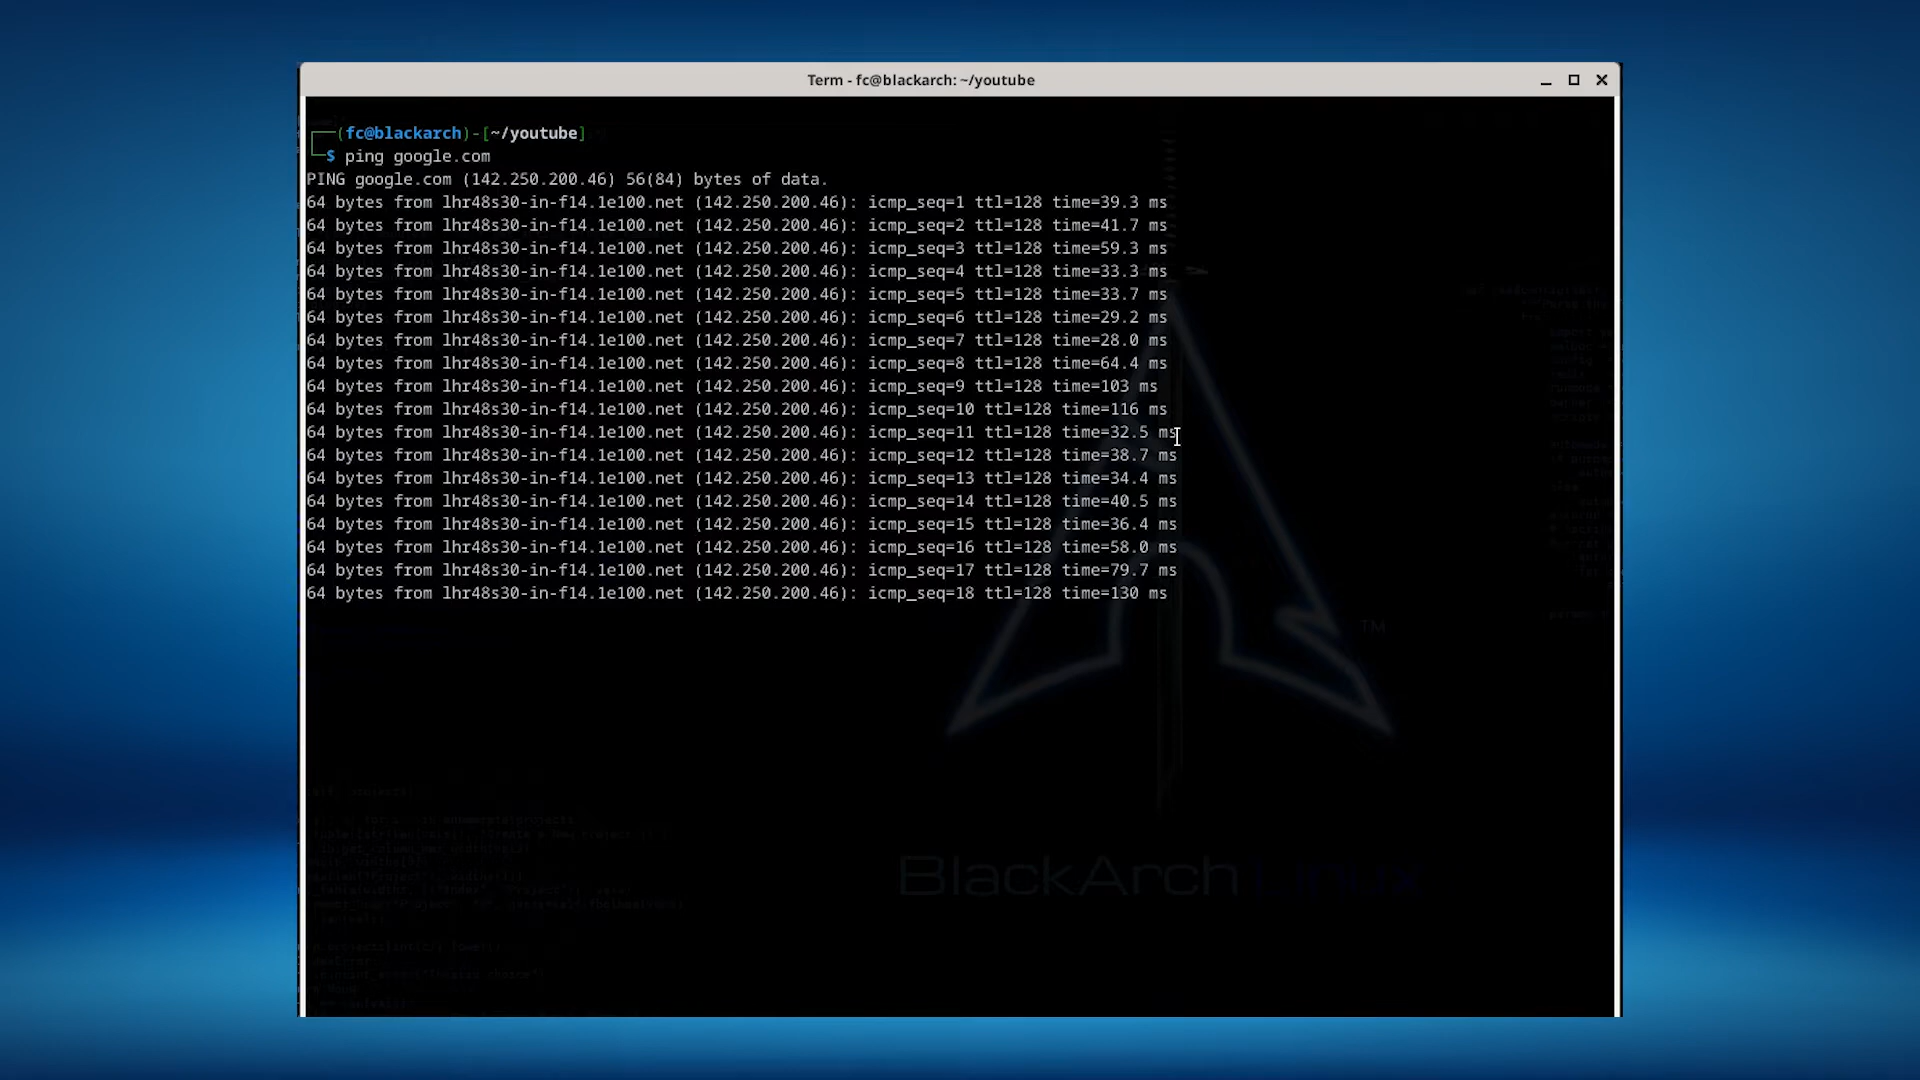 Term - fc@blackarch: ~/youtube
(fc@blackarch)-[~/youtube]
$ ping google.com
PING google.com (142.250.200.46) 56(84) bytes of data.
64 bytes from lhr48s30-in-f14.1e100.net (142.250.200.46): icmp_seq=1 ttl=128 time=39.3 ms
64 bytes from lhr48s30-in-f14.1e100.net (142.250.200.46): icmp_seq=2 ttl=128 time=41.7 ms
64 bytes from lhr48s30-in-f14.1e100.net (142.250.200.46): icmp_seq=3 ttl=128 time=59.3 ms
64 bytes from lhr48s30-in-f14.1e100.net (142.250.200.46): icmp_seq=4 ttl=128 time=33.3 ms
64 bytes from lhr48s30-in-f14.1e100.net (142.250.200.46): icmp_seq=5 ttl=128 time=33.7 ms
64 bytes from lhr48s30-in-f14.1e100.net (142.250.200.46): icmp_seq=6 ttl=128 time=29.2 ms
64 bytes from lhr48s30-in-f14.1e100.net (142.250.200.46): icmp_seq=7 ttl=128 time=28.0 ms
64 bytes from lhr48s30-in-f14.1e100.net (142.250.200.46): icmp_seq=8 ttl=128 time=64.4 ms
64 bytes from lhr48s30-in-f14.1e100.net (142.250.200.46): icmp_seq=9 ttl=128 time=103 ms
64 bytes from lhr48s30-in-f14.1e100.net (142.250.200.46): icmp_seq=10 ttl=128 time=116 ms
64 bytes from lhr48s30-in-f14.1e100.net (142.250.200.46): icmp_seq=11 ttl=128 time=32.5 ms
64 bytes from lhr48s30-in-f14.1e100.net (142.250.200.46): icmp_seq=12 ttl=128 time=38.7 ms
64 bytes from lhr48s30-in-f14.1e100.net (142.250.200.46): icmp_seq=13 ttl=128 time=34.4 ms
64 bytes from lhr48s30-in-f14.1e100.net (142.250.200.46): icmp_seq=14 ttl=128 time=40.5 ms
64 bytes from lhr48s30-in-f14.1e100.net (142.250.200.46): icmp_seq=15 ttl=128 time=36.4 ms
64 bytes from lhr48s30-in-f14.1e100.net (142.250.200.46): icmp_seq=16 ttl=128 time=58.0 ms
64 bytes from lhr48s30-in-f14.1e100.net (142.250.200.46): icmp_seq=17 ttl=128 time=79.7 ms
64 bytes from lhr48s30-in-f14.1e100.net (142.250.200.46): icmp_seq=18 ttl=128 time=130 ms
TM
BlackArch Linux